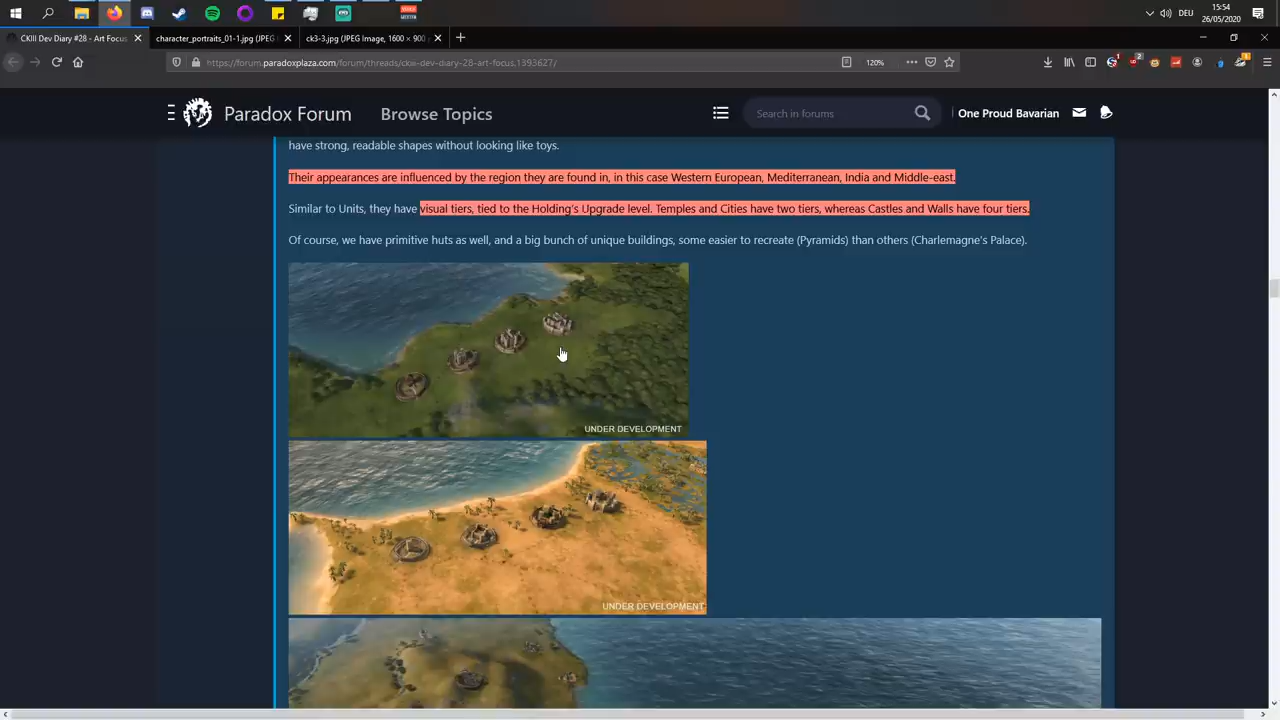 15:54
DEU
26/05/2020
CKIII Dev Diary #28 - Art Focus
character_portraits_01-1.jpg (JPEG I
ck3-3.jpg (JPEG Image, 1600 × 900
https://forum.paradoxplaza.com/forum/threads/ckiii-dev-diary-28-art-focus.1393627/
120%
Paradox Forum
Browse Topics
Search in forums
One Proud Bavarian
have strong, readable shapes without looking like toys.
Their appearances are influenced by the region they are found in, in this case Western European, Mediterranean, India and Middle-east.
Similar to Units, they have visual tiers, tied to the Holding's Upgrade level. Temples and Cities have two tiers, whereas Castles and Walls have four tiers.
Of course, we have primitive huts as well, and a big bunch of unique buildings, some easier to recreate (Pyramids) than others (Charlemagne's Palace).
UNDER DEVELOPMENT
UNDER DEVELOPMENT